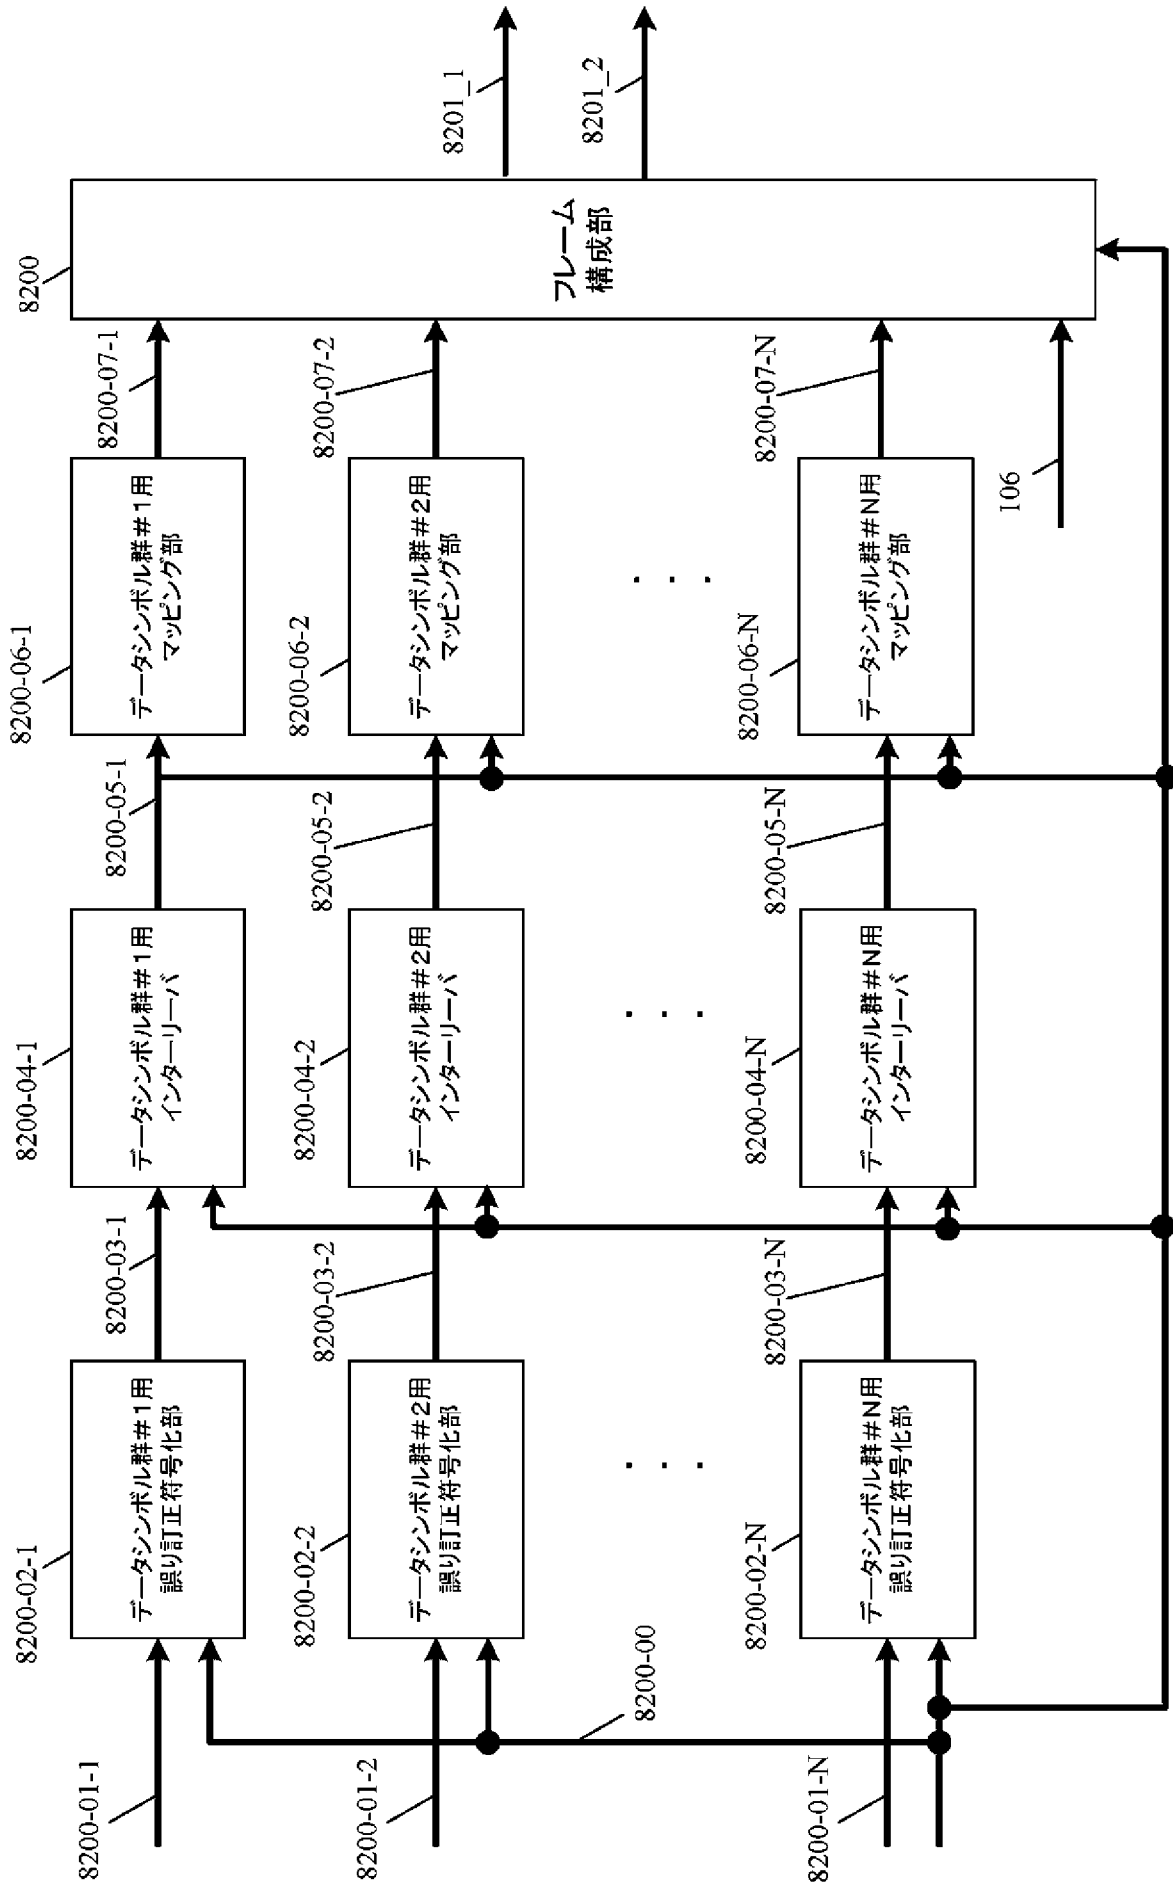 8200-01-1
8200-02-1
データシンボル群#1用
誤り訂正符号化部
8200-03-1
8200-04-1
データシンボル群#1用
インターリーバ
8200-05-1
8200-06-1
データシンボル群#1用
マッピング部
8200-07-1
8200
フレーム
構成部
8201_1
8201_2
8200-01-2
8200-02-2
データシンボル群#2用
誤り訂正符号化部
8200-03-2
8200-04-2
データシンボル群#2用
インターリーバ
8200-05-2
8200-06-2
データシンボル群#2用
マッピング部
8200-07-2
8200-00
. . .
. . .
. . .
8200-01-N
8200-02-N
データシンボル群#N用
誤り訂正符号化部
8200-03-N
8200-04-N
データシンボル群#N用
インターリーバ
8200-05-N
8200-06-N
データシンボル群#N用
マッピング部
8200-07-N
106